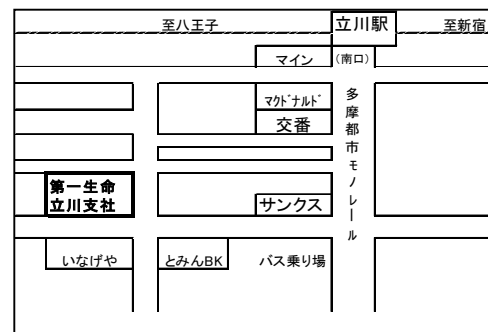 至八王子
立川駅
至新宿
マイン
(南口)
マクドナルド
交番
多摩都市モノレール
第一生命
立川支社
サンクス
いなげや
とみんBK
バス乗り場